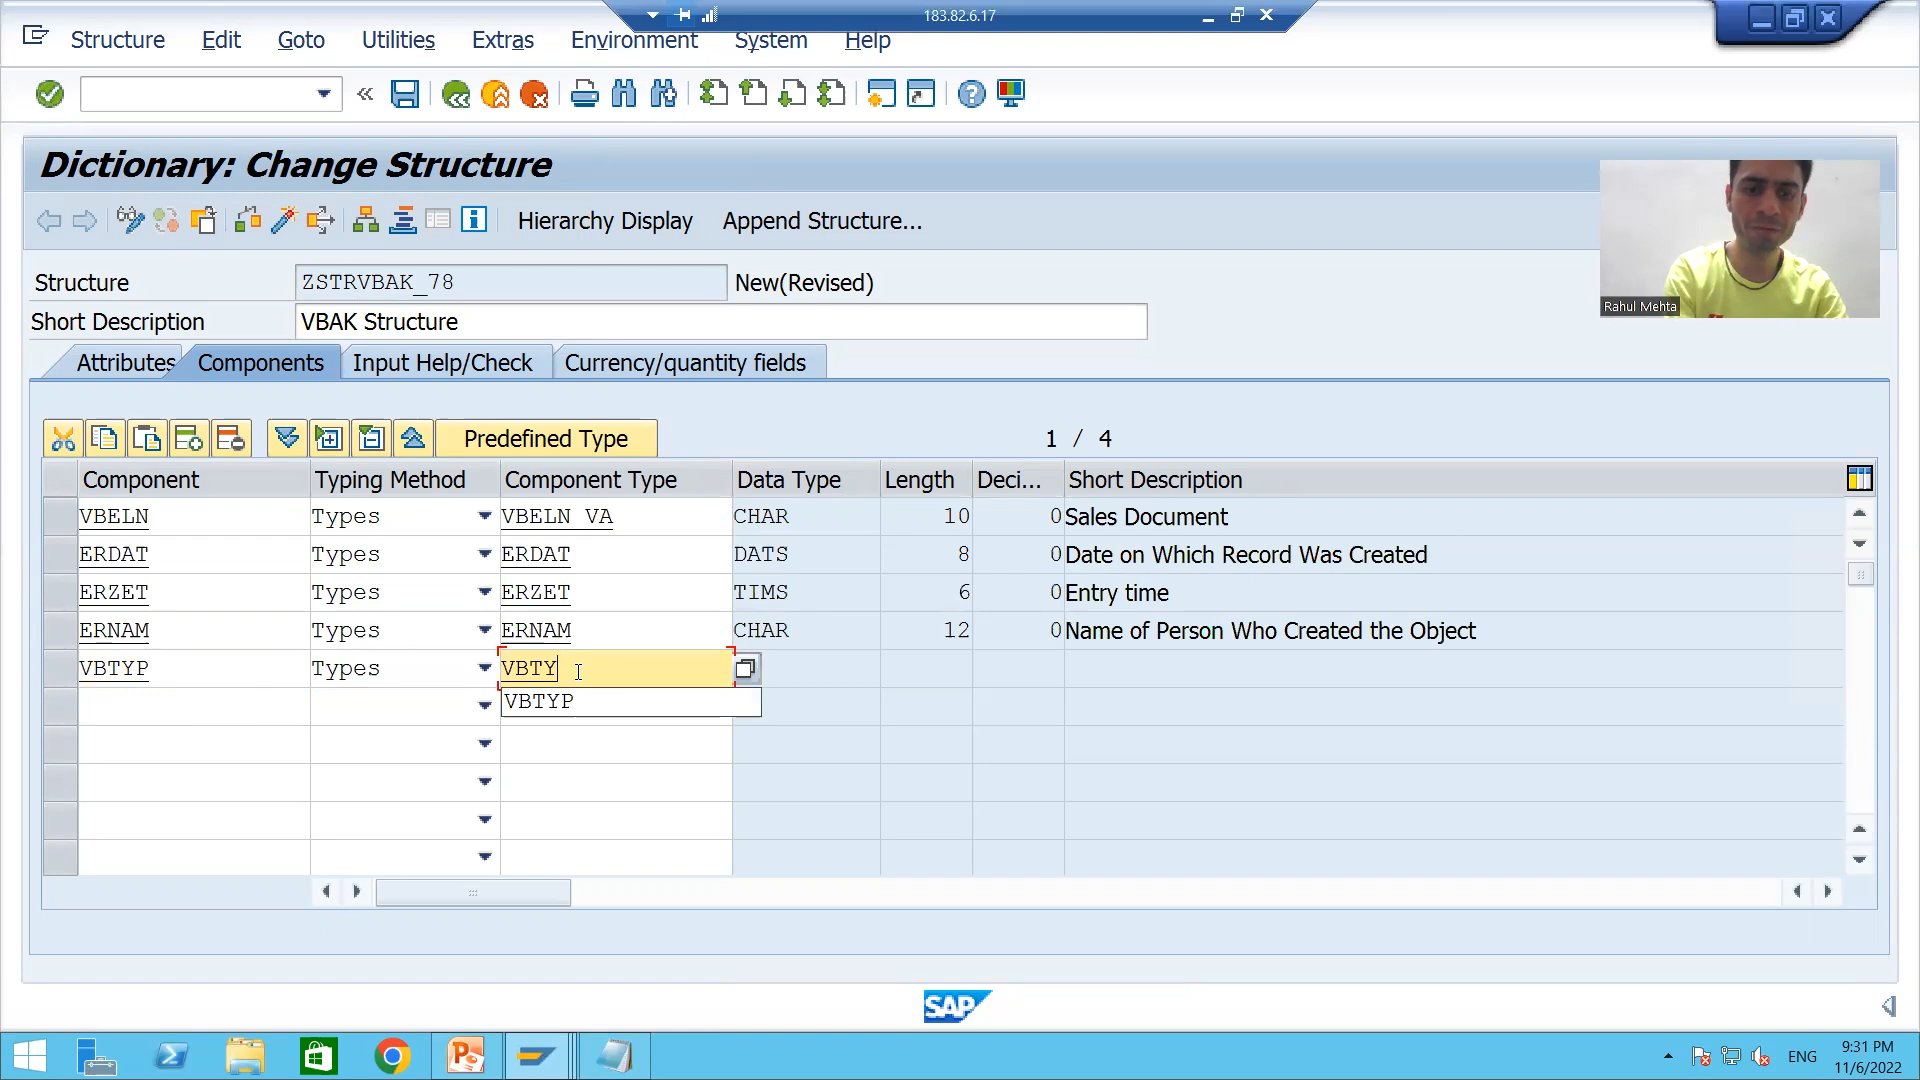 183.82.6.17
Structure Edit Goto Utilities Extras Environment System Help
Dictionary: Change Structure
Hierarchy Display Append Structure...
Rahul Mehta
Structure ZSTRVBAK_78 New(Revised)
Short Description VBAK Structure
Attributes Components Input Help/Check Currency/quantity fields
Predefined Type 1 / 4
Component Typing Method Component Type Data Type Length Deci... Short Description
VBELN Types VBELN VA CHAR 10 0 Sales Document
ERDAT Types ERDAT DATS 8 0 Date on Which Record Was Created
ERZET Types ERZET TIMS 6 0 Entry time
ERNAM Types ERNAM CHAR 12 0 Name of Person Who Created the Object
VBTYP Types VBTY
VBTYP
SAP
ENG 9:31 PM
11/6/2022